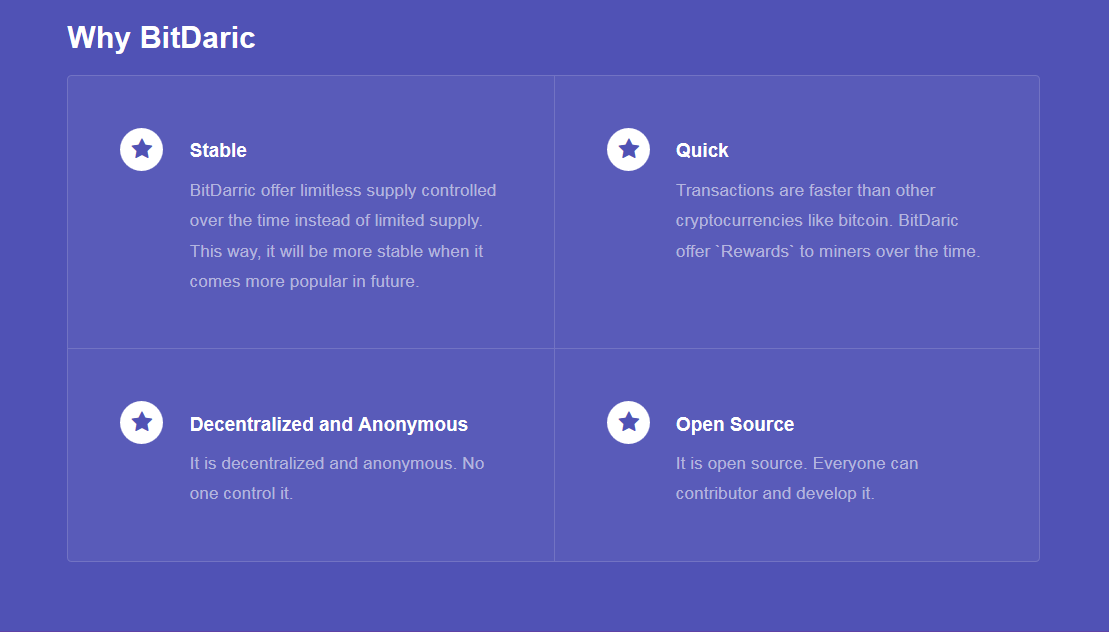 Why BitDaric
Stable
BitDarric offer limitless supply controlled
over the time instead of limited supply.
This way, it will be more stable when it
comes more popular in future.
Quick
Transactions are faster than other
cryptocurrencies like bitcoin. BitDaric
offer `Rewards` to miners over the time.
Decentralized and Anonymous
It is decentralized and anonymous. No
one control it.
Open Source
It is open source. Everyone can
contributor and develop it.